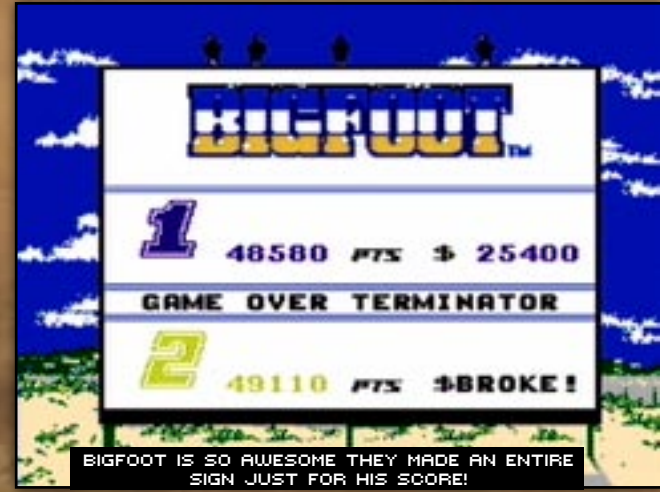 BIGFOOT™
1 48580 PTS $ 25400
GAME OVER TERMINATOR
2 49110 PTS $BROKE!
BIGFOOT IS SO AWESOME THEY MADE AN ENTIRE
SIGN JUST FOR HIS SCORE!